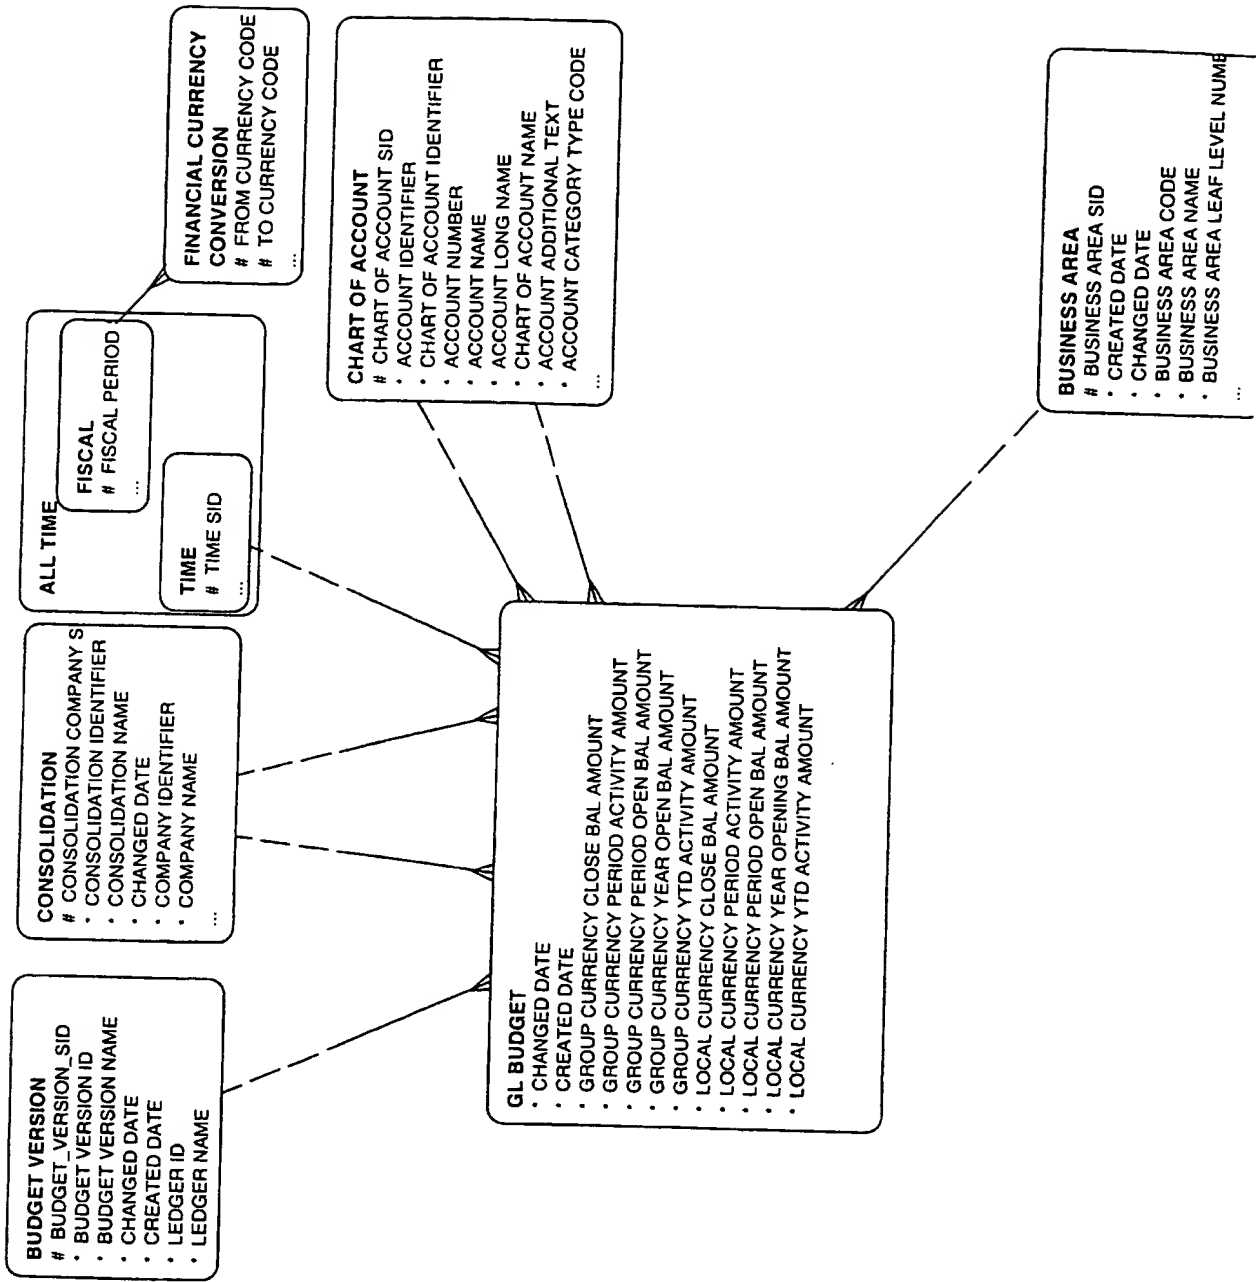 BUDGET VERSION
# BUDGET_VERSION_SID
• BUDGET VERSION ID
• BUDGET VERSION NAME
• CHANGED DATE
• CREATED DATE
• LEDGER ID
• LEDGER NAME
CONSOLIDATION
# CONSOLIDATION COMPANY S
• CONSOLIDATION IDENTIFIER
• CONSOLIDATION NAME
• CHANGED DATE
• COMPANY IDENTIFIER
• COMPANY NAME
...
ALL TIME
FISCAL
# FISCAL PERIOD
...
TIME
# TIME SID
...
FINANCIAL CURRENCY
CONVERSION
# FROM CURRENCY CODE
# TO CURRENCY CODE
...
CHART OF ACCOUNT
# CHART OF ACCOUNT SID
• ACCOUNT IDENTIFIER
• CHART OF ACCOUNT IDENTIFIER
• ACCOUNT NUMBER
• ACCOUNT NAME
• ACCOUNT LONG NAME
• CHART OF ACCOUNT NAME
• ACCOUNT ADDITIONAL TEXT
• ACCOUNT CATEGORY TYPE CODE
...
GL BUDGET
• CHANGED DATE
• CREATED DATE
• GROUP CURRENCY CLOSE BAL AMOUNT
• GROUP CURRENCY PERIOD ACTIVITY AMOUNT
• GROUP CURRENCY PERIOD OPEN BAL AMOUNT
• GROUP CURRENCY YEAR OPEN BAL AMOUNT
• GROUP CURRENCY YTD ACTIVITY AMOUNT
• LOCAL CURRENCY CLOSE BAL AMOUNT
• LOCAL CURRENCY PERIOD ACTIVITY AMOUNT
• LOCAL CURRENCY PERIOD OPEN BAL AMOUNT
• LOCAL CURRENCY YEAR OPENING BAL AMOUNT
• LOCAL CURRENCY YTD ACTIVITY AMOUNT
BUSINESS AREA
# BUSINESS AREA SID
• CREATED DATE
• CHANGED DATE
• BUSINESS AREA CODE
• BUSINESS AREA NAME
• BUSINESS AREA LEAF LEVEL NUMB
...